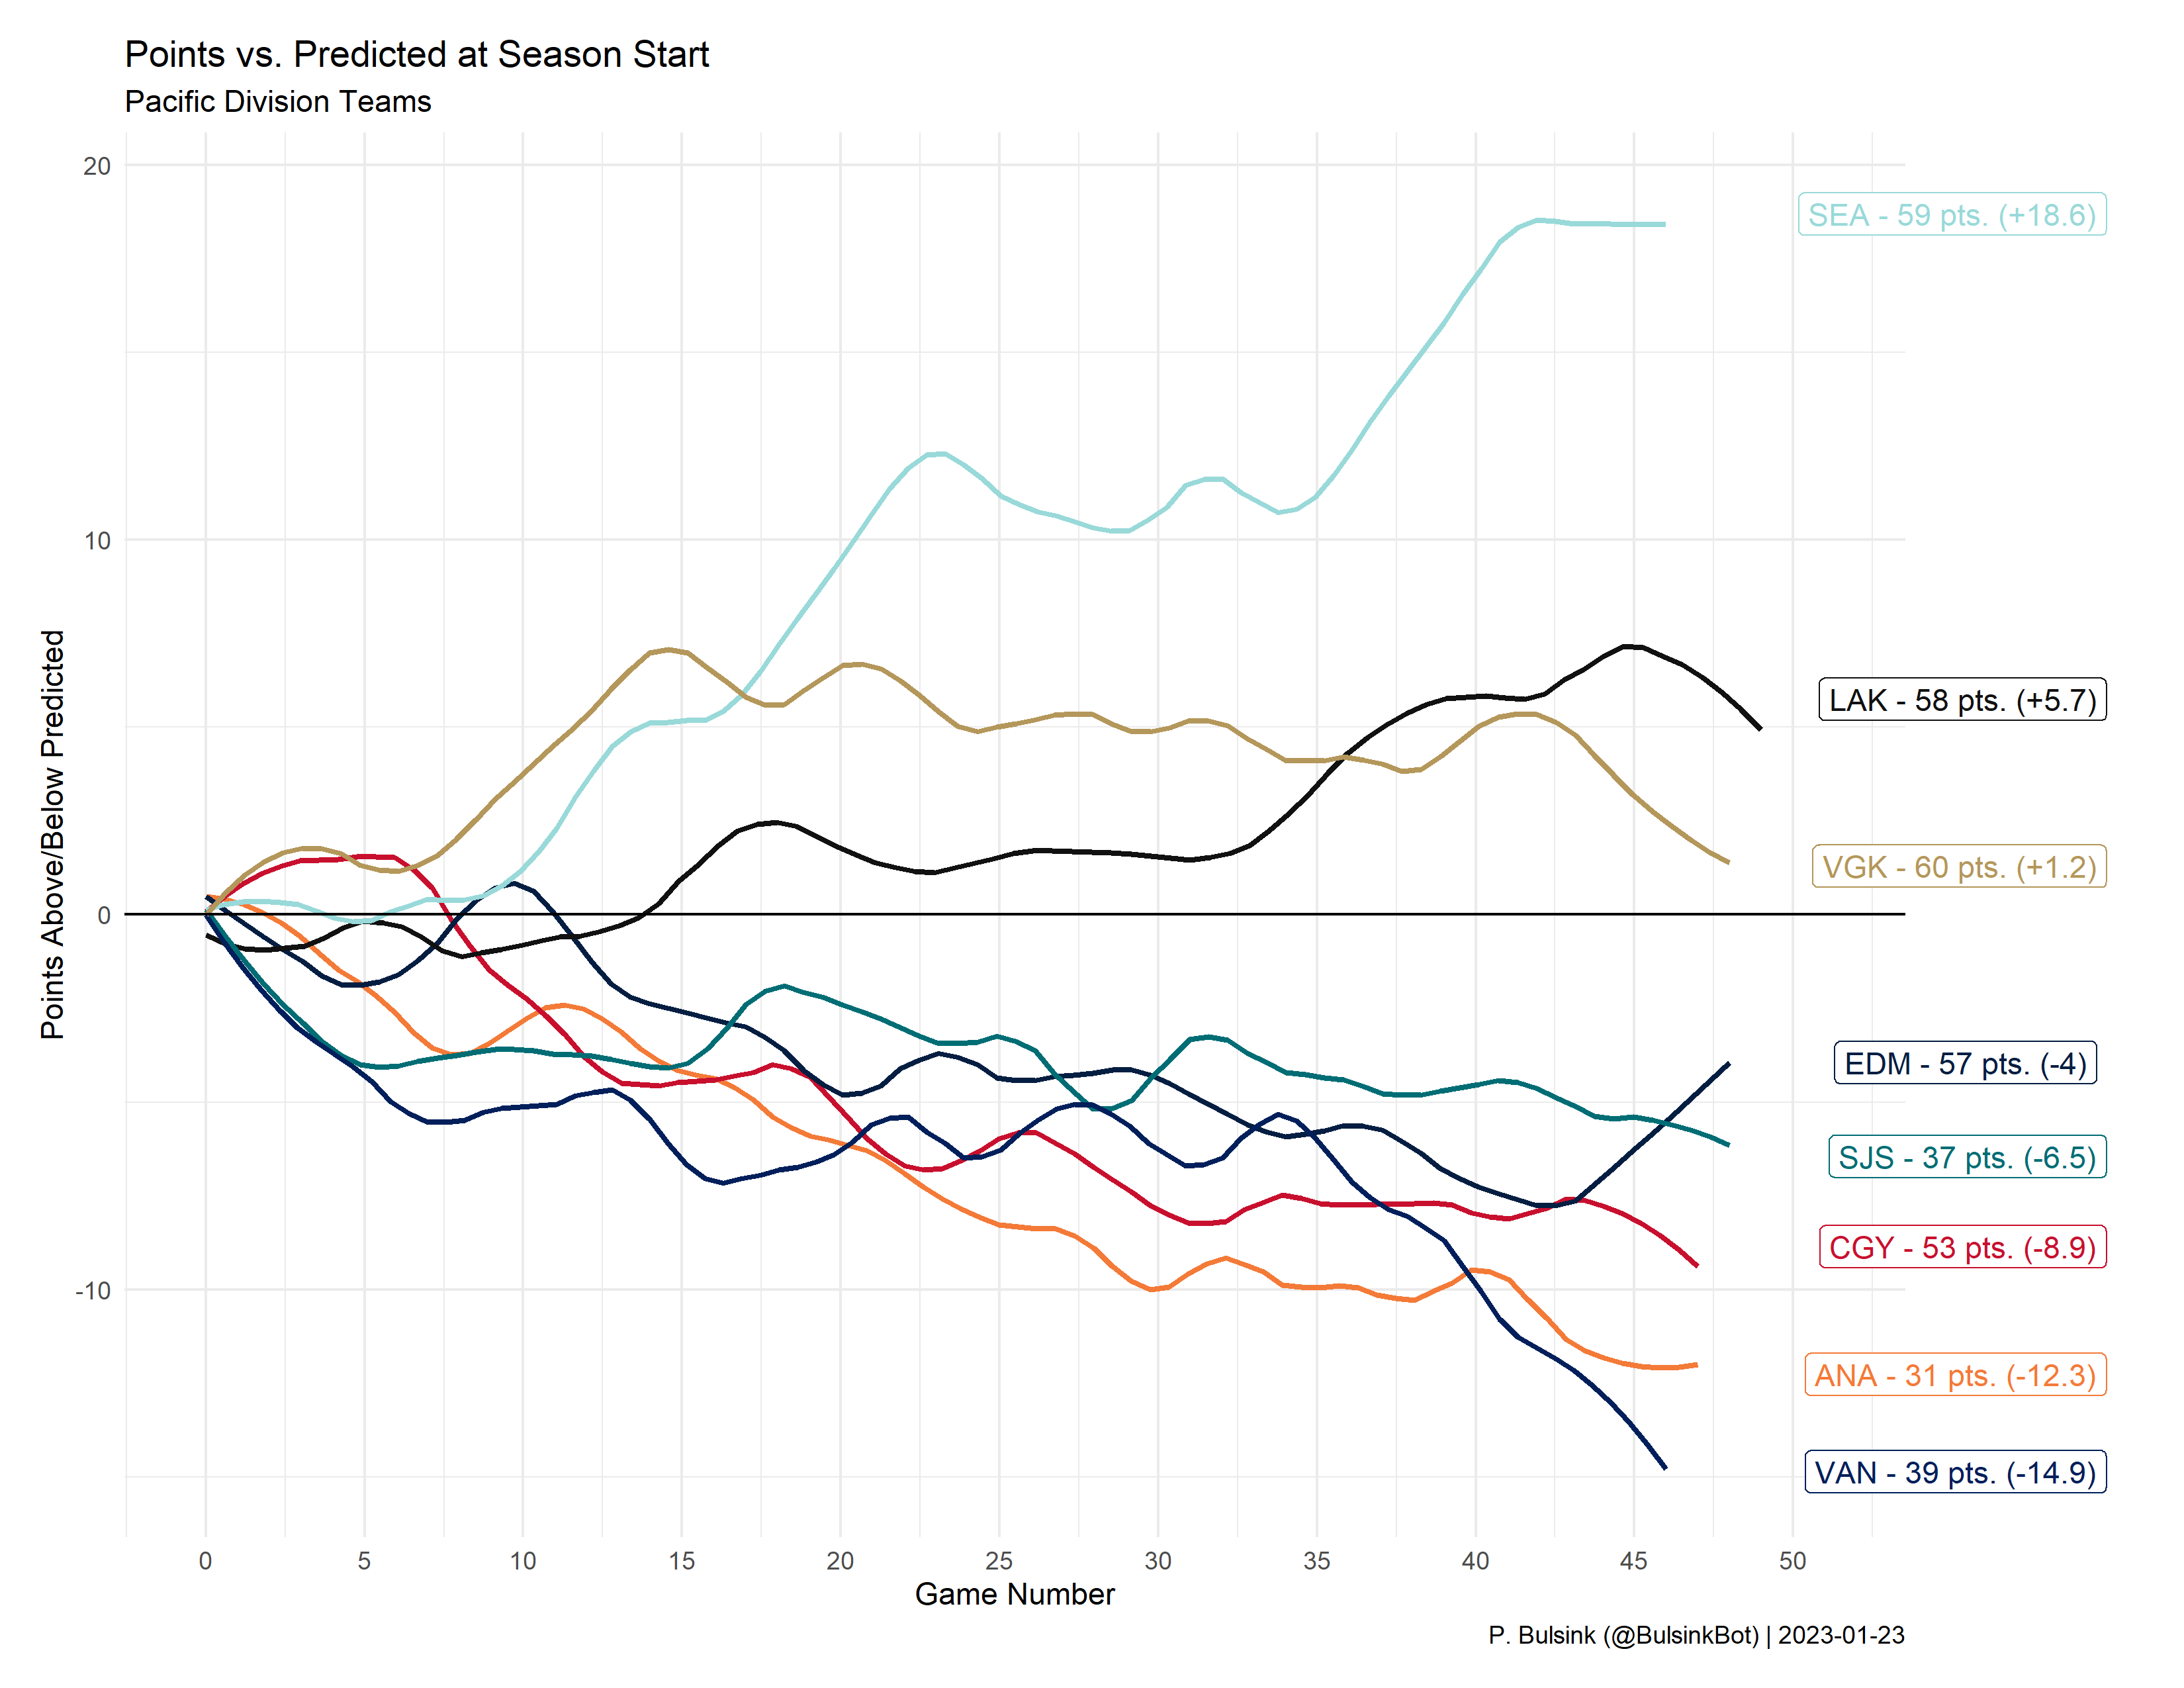 Points vs. Predicted at Season Start
Pacific Division Teams
Points Above/Below Predicted
20
10
0
-10
SEA - 59 pts. (+18.6)
LAK - 58 pts. (+5.7)
VGK - 60 pts. (+1.2)
EDM - 57 pts. (-4)
SJS - 37 pts. (-6.5)
CGY - 53 pts. (-8.9)
ANA - 31 pts. (-12.3)
VAN - 39 pts. (-14.9)
0 5 10 15 20 25 30 35 40 45 50
Game Number
P. Bulsink (@BulsinkBot) | 2023-01-23